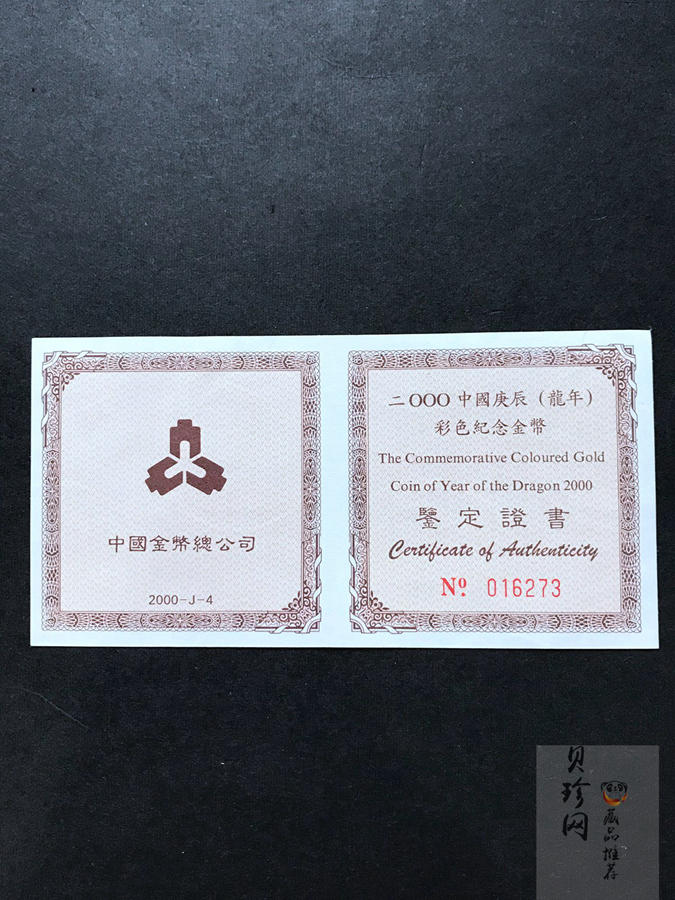 中國金幣總公司
2000-J-4
二OOO中國庚辰（龍年）
彩色紀念金幣
The Commemorative Coloured Gold
Coin of Year of the Dragon 2000
鑒定證書
Certificate of Authenticity
Nº 016273
贝珍网
藏品推荐